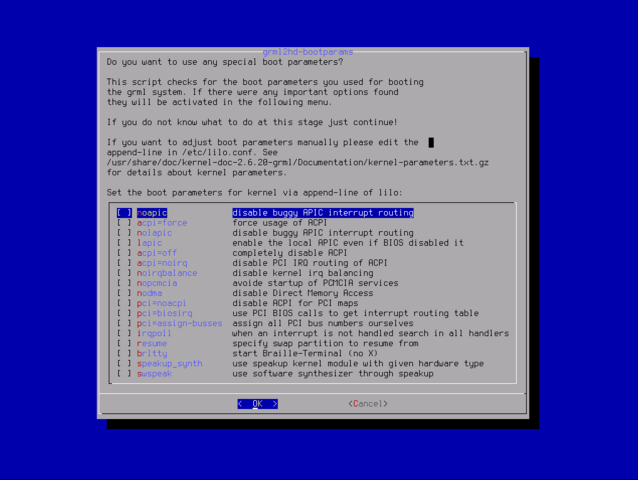 grml2hd-bootparams
Do you want to use any special boot parameters?
This script checks for the boot parameters you used for booting
the grml system. If there were any important options found
they will be activated in the following menu.
If you do not know what to do at this stage just continue!
If you want to adjust boot parameters manually please edit the
append-line in /etc/lilo.conf. See
/usr/share/doc/kernel-doc-2.6.20-grml/Documentation/kernel-parameters.txt.gz
for details about kernel parameters.
Set the boot parameters for kernel via append-line of lilo:
[ ] noapic disable buggy APIC interrupt routing
[ ] acpi=force force usage of ACPI
[ ] nolapic disable buggy APIC interrupt routing
[ ] lapic enable the local APIC even if BIOS disabled it
[ ] acpi=off completely disable ACPI
[ ] acpi=noirq disable PCI IRQ routing of ACPI
[ ] noirqbalance disable kernel irq balancing
[ ] nopcmcia avoide startup of PCMCIA services
[ ] nodma disable Direct Memory Access
[ ] pci=noacpi disable ACPI for PCI maps
[ ] pci=biosirq use PCI BIOS calls to get interrupt routing table
[ ] pci=assign-busses assign all PCI bus numbers ourselves
[ ] irqpoll when an interrupt is not handled search in all handlers
[ ] resume specify swap partition to resume from
[ ] brltty start Braille-Terminal (no X)
[ ] speakup_synth use speakup kernel module with given hardware type
[ ] swspeak use software synthesizer through speakup
< OK > <Cancel>